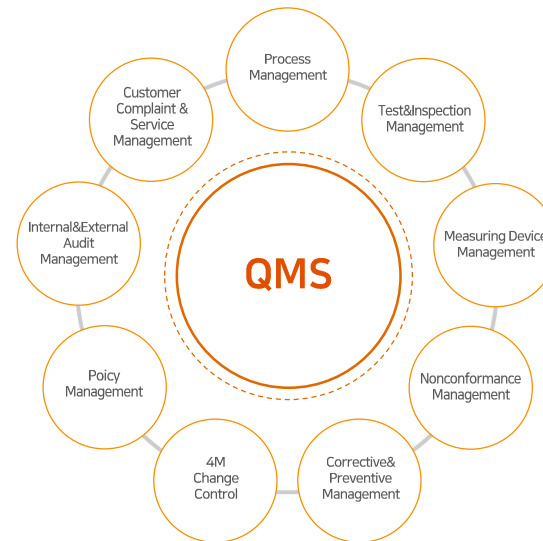 Process
Management
Test&Inspection
Management
Measuring Device
Management
Nonconformance
Management
Corrective&
Preventive
Management
4M
Change
Control
Poicy
Management
Internal&External
Audit
Management
Customer
Complaint &
Service
Management
QMS